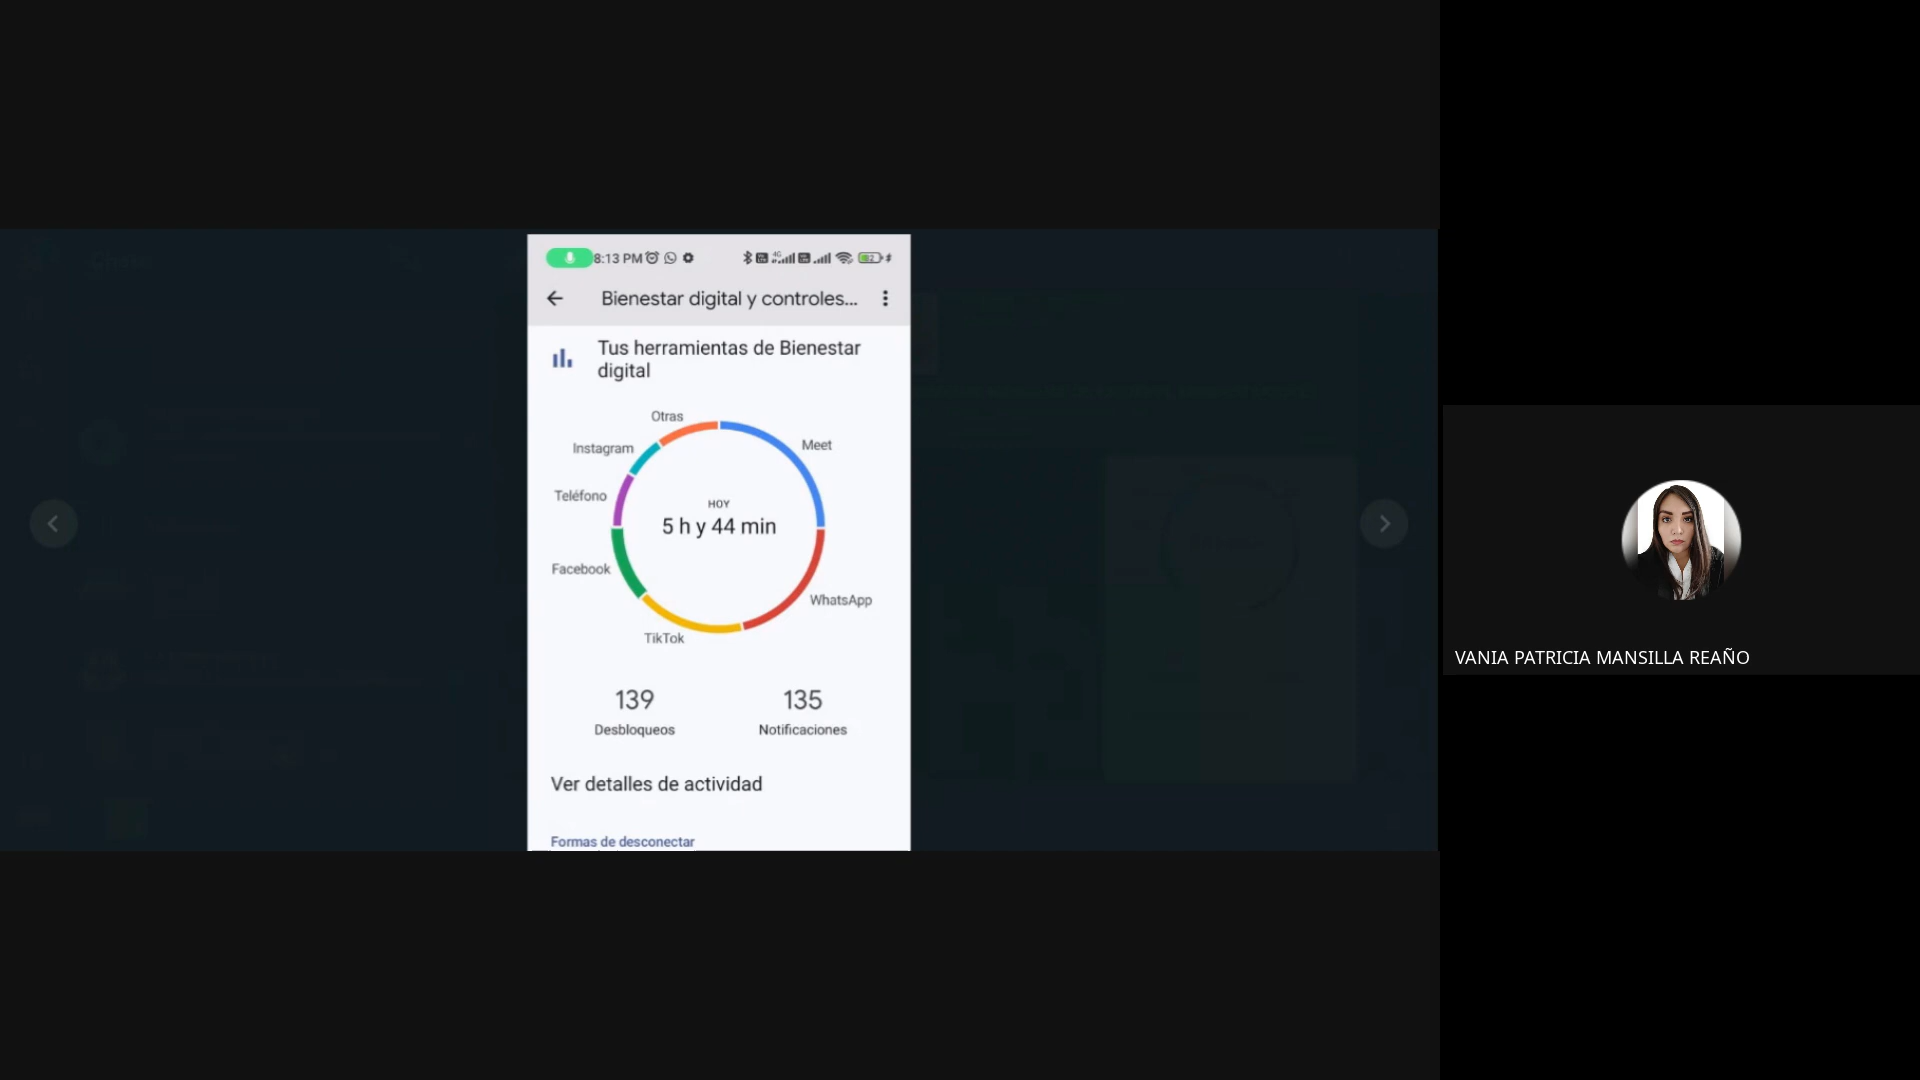 8:13 PM
Bienestar digital y controles...
Tus herramientas de Bienestar
digital
Otras
Meet
Instagram
Teléfono
HOY
5 h y 44 min
Facebook
WhatsApp
TikTok
139
135
Desbloqueos
Notificaciones
Ver detalles de actividad
Formas de desconectar
VANIA PATRICIA MANSILLA REAÑO